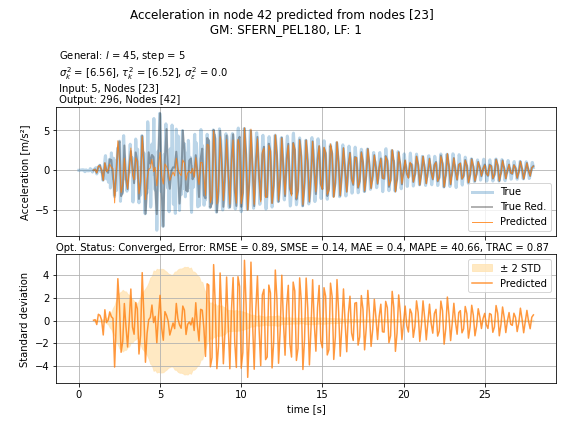 Acceleration in node 42 predicted from nodes [23]
GM: SFERN_PEL180, LF: 1
General: l = 45, step = 5
σ²ₖ = [6.56], τ²ₖ = [6.52], σ²ₑ = 0.0
Input: 5, Nodes [23]
Output: 296, Nodes [42]
Acceleration [m/s²]
5
0
−5
True
True Red.
Predicted
Opt. Status: Converged, Error: RMSE = 0.89, SMSE = 0.14, MAE = 0.4, MAPE = 40.66, TRAC = 0.87
Standard deviation
4
2
0
−2
−4
± 2 STD
Predicted
0 5 10 15 20 25
time [s]